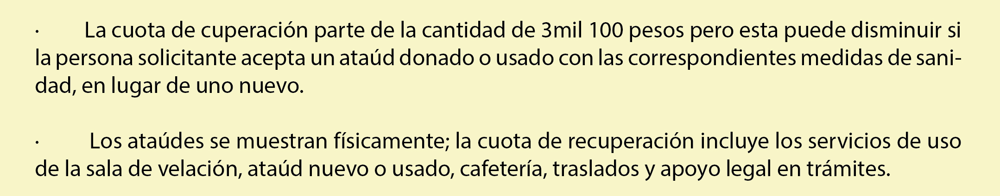 · La cuota de cuperación parte de la cantidad de 3mil 100 pesos pero esta puede disminuir si
la persona solicitante acepta un ataúd donado o usado con las correspondientes medidas de sani-
dad, en lugar de uno nuevo.
· Los ataúdes se muestran físicamente; la cuota de recuperación incluye los servicios de uso
de la sala de velación, ataúd nuevo o usado, cafetería, traslados y apoyo legal en trámites.